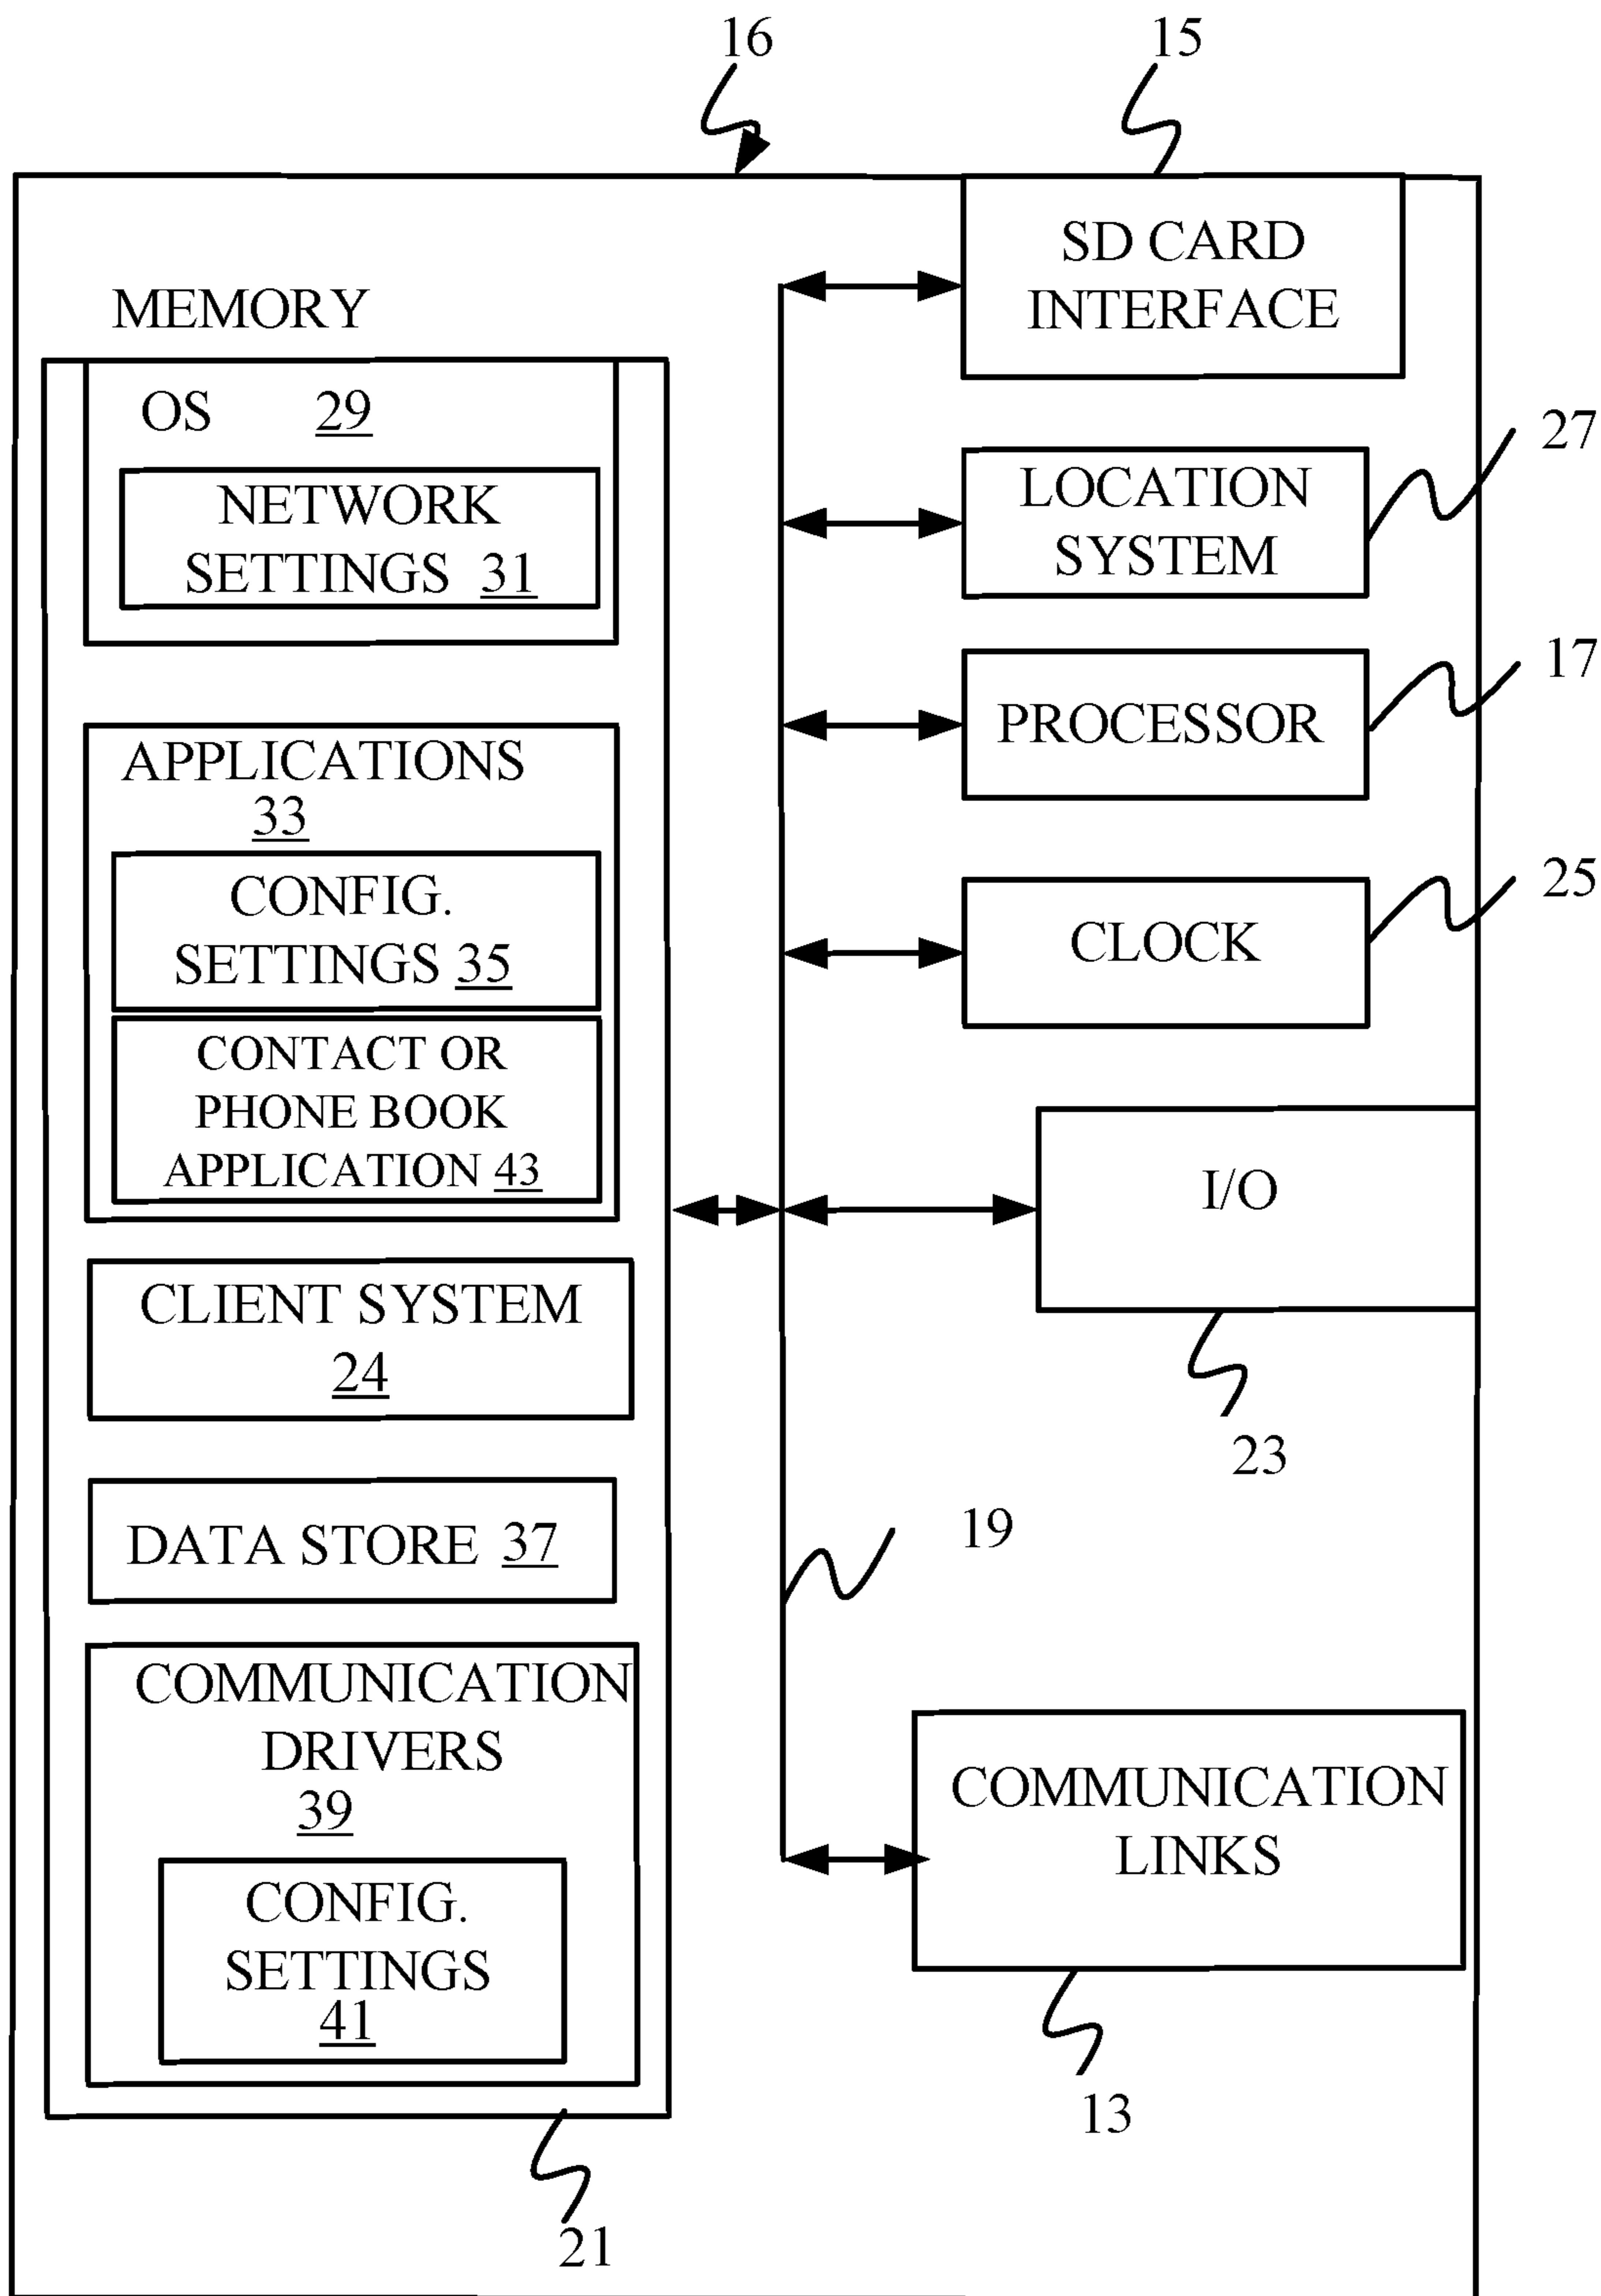 16
15
SD CARD
INTERFACE
MEMORY
OS 29
NETWORK
SETTINGS 31
27
LOCATION
SYSTEM
17
PROCESSOR
APPLICATIONS
33
CONFIG.
SETTINGS 35
25
CLOCK
CONTACT OR
PHONE BOOK
APPLICATION 43
I/O
CLIENT SYSTEM
24
23
19
DATA STORE 37
COMMUNICATION
DRIVERS
39
CONFIG.
SETTINGS
41
COMMUNICATION
LINKS
13
21